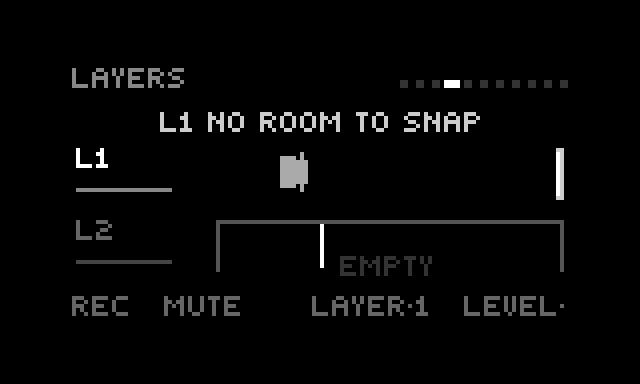 LAYERS
L1 NO ROOM TO SNAP
L1
L2
EMPTY
REC MUTE LAYER·1 LEVEL·